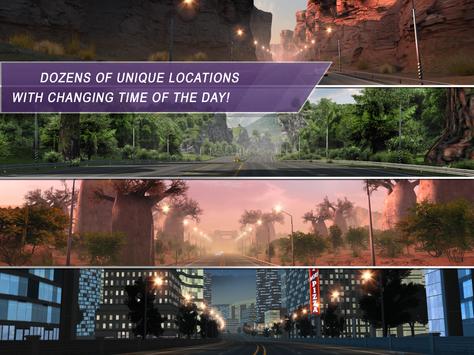 DOZENS OF UNIQUE LOCATIONS
WITH CHANGING TIME OF THE DAY!
PIZZA